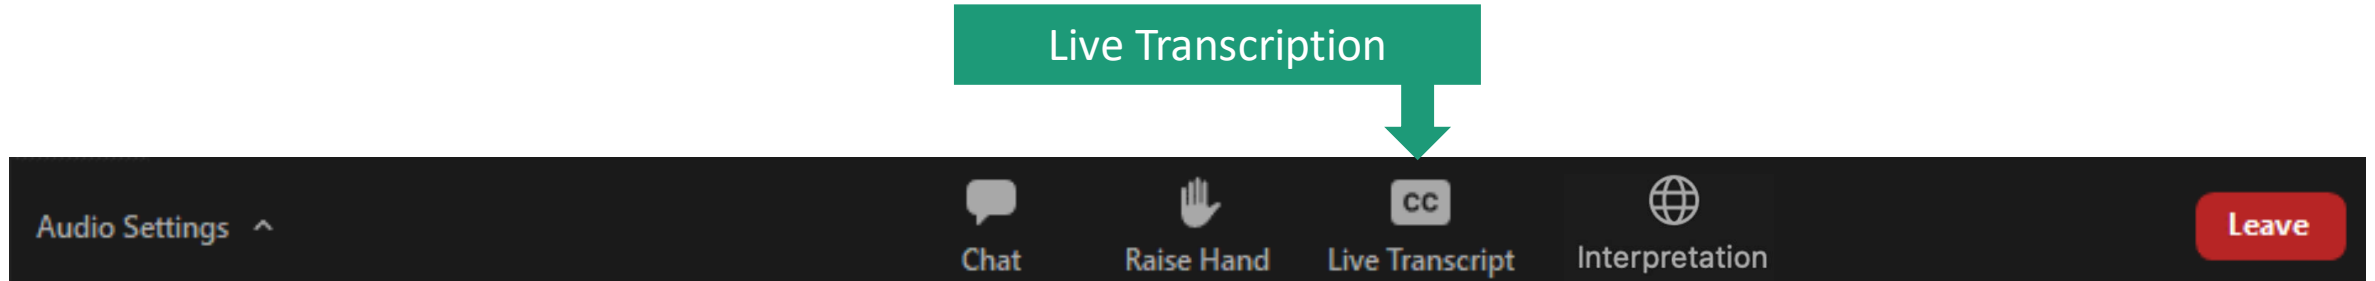 Live Transcription
Audio Settings
Chat
Raise Hand
CC
Live Transcript
Interpretation
Leave